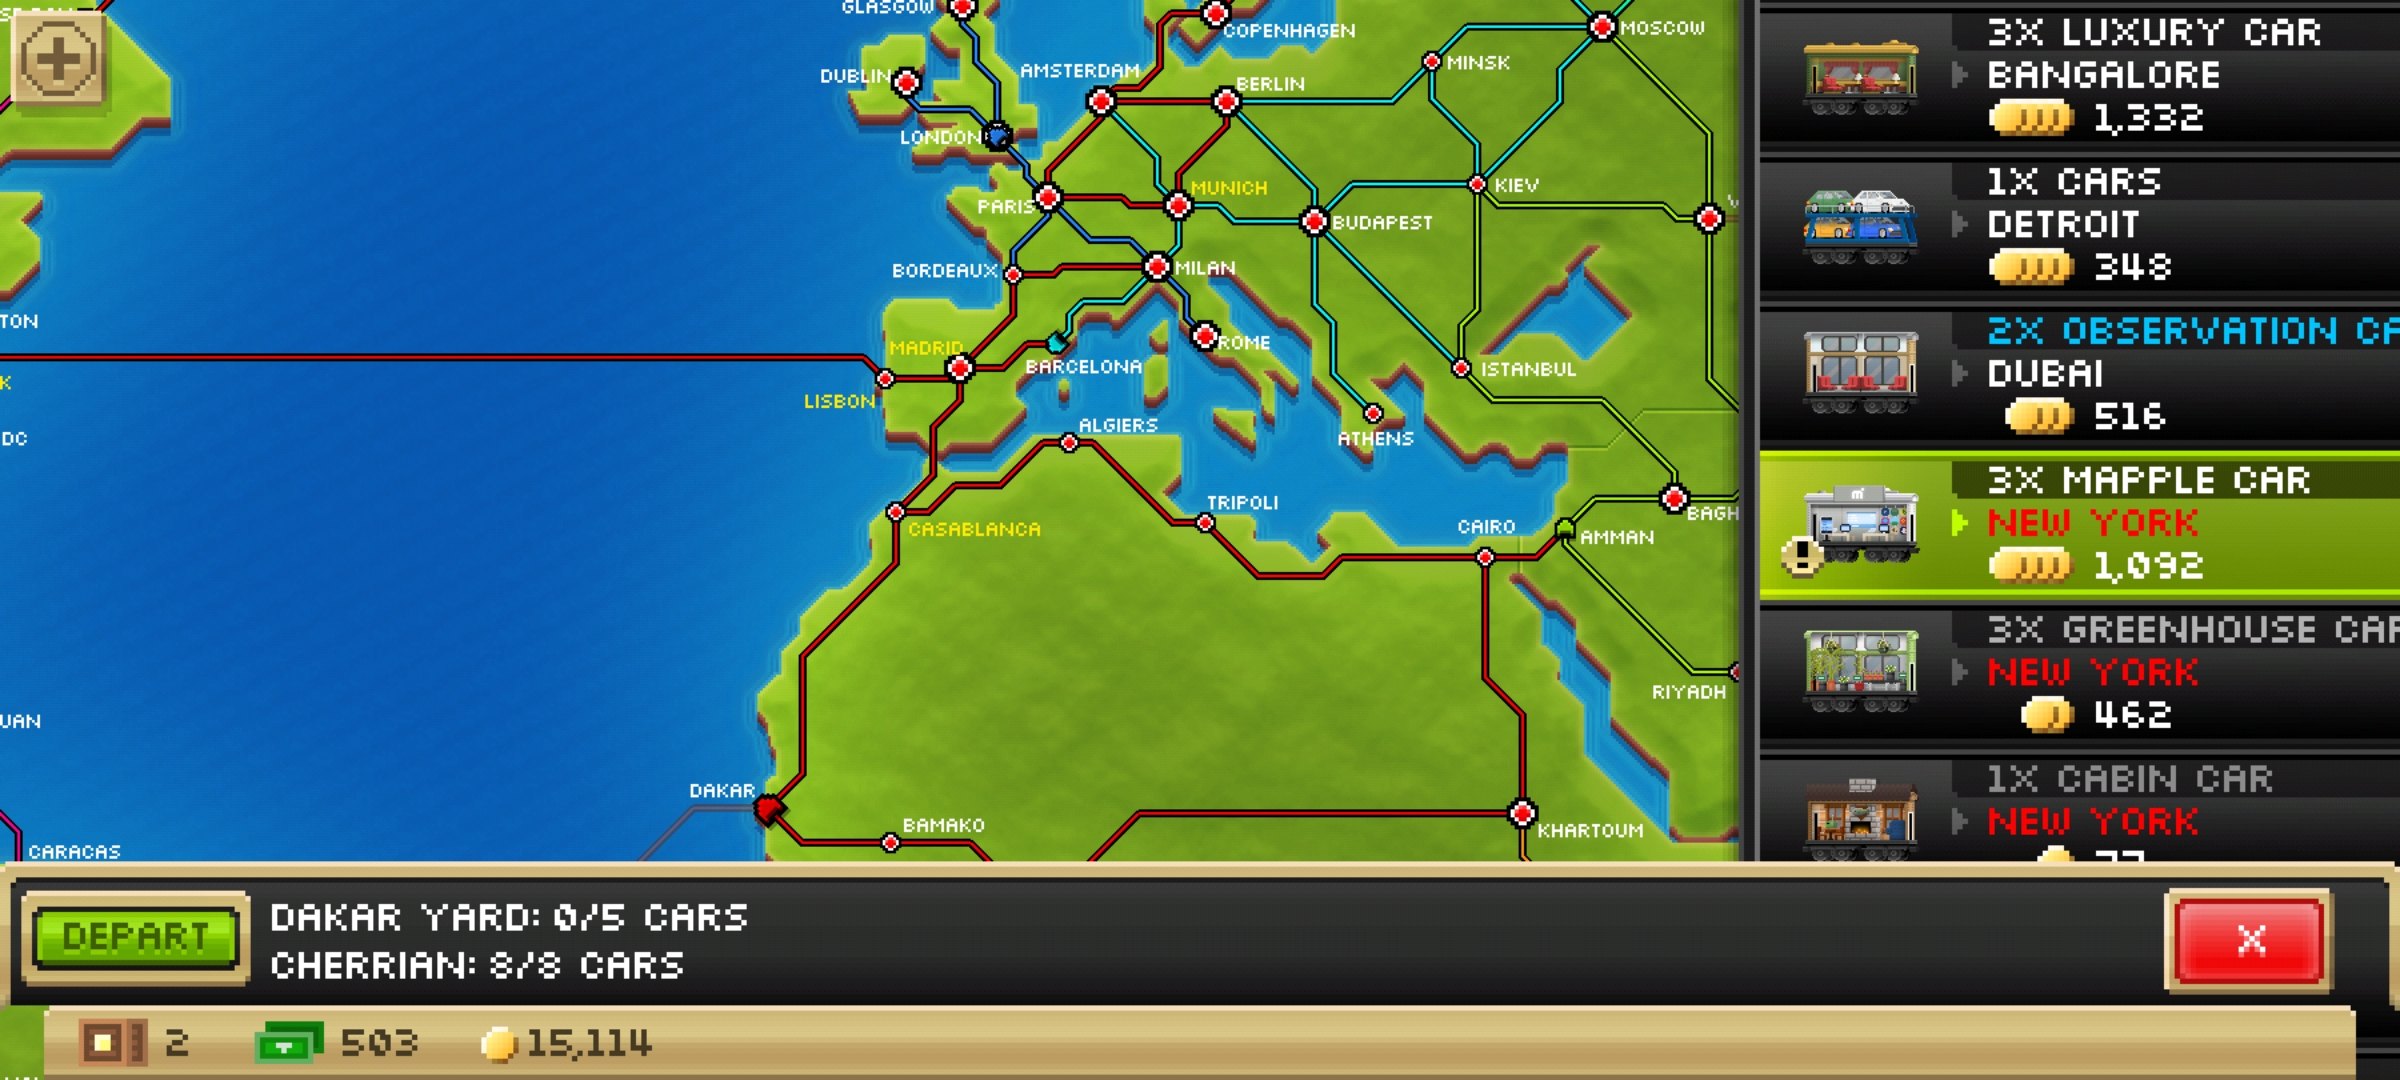 GLASGOW
COPENHAGEN
MOSCOW
DUBLIN
AMSTERDAM
BERLIN
MINSK
LONDON
MUNICH
KIEV
PARIS
BUDAPEST
BORDEAUX
MILAN
TON
MADRID
ROME
BARCELONA
ISTANBUL
K
LISBON
DC
ALGIERS
ATHENS
TRIPOLI
CASABLANCA
CAIRO
BAGH
AMMAN
RIYADH
UAN
DAKAR
BAMAKO
KHARTOUM
CARACAS
3X LUXURY CAR
BANGALORE
1,332
1X CARS
DETROIT
348
2X OBSERVATION CA
DUBAI
516
3X MAPPLE CAR
NEW YORK
1,092
3X GREENHOUSE CAR
NEW YORK
462
1X CABIN CAR
NEW YORK
77
DEPART
DAKAR YARD: 0/5 CARS
CHERRIAN: 8/8 CARS
X
2
503
15,114